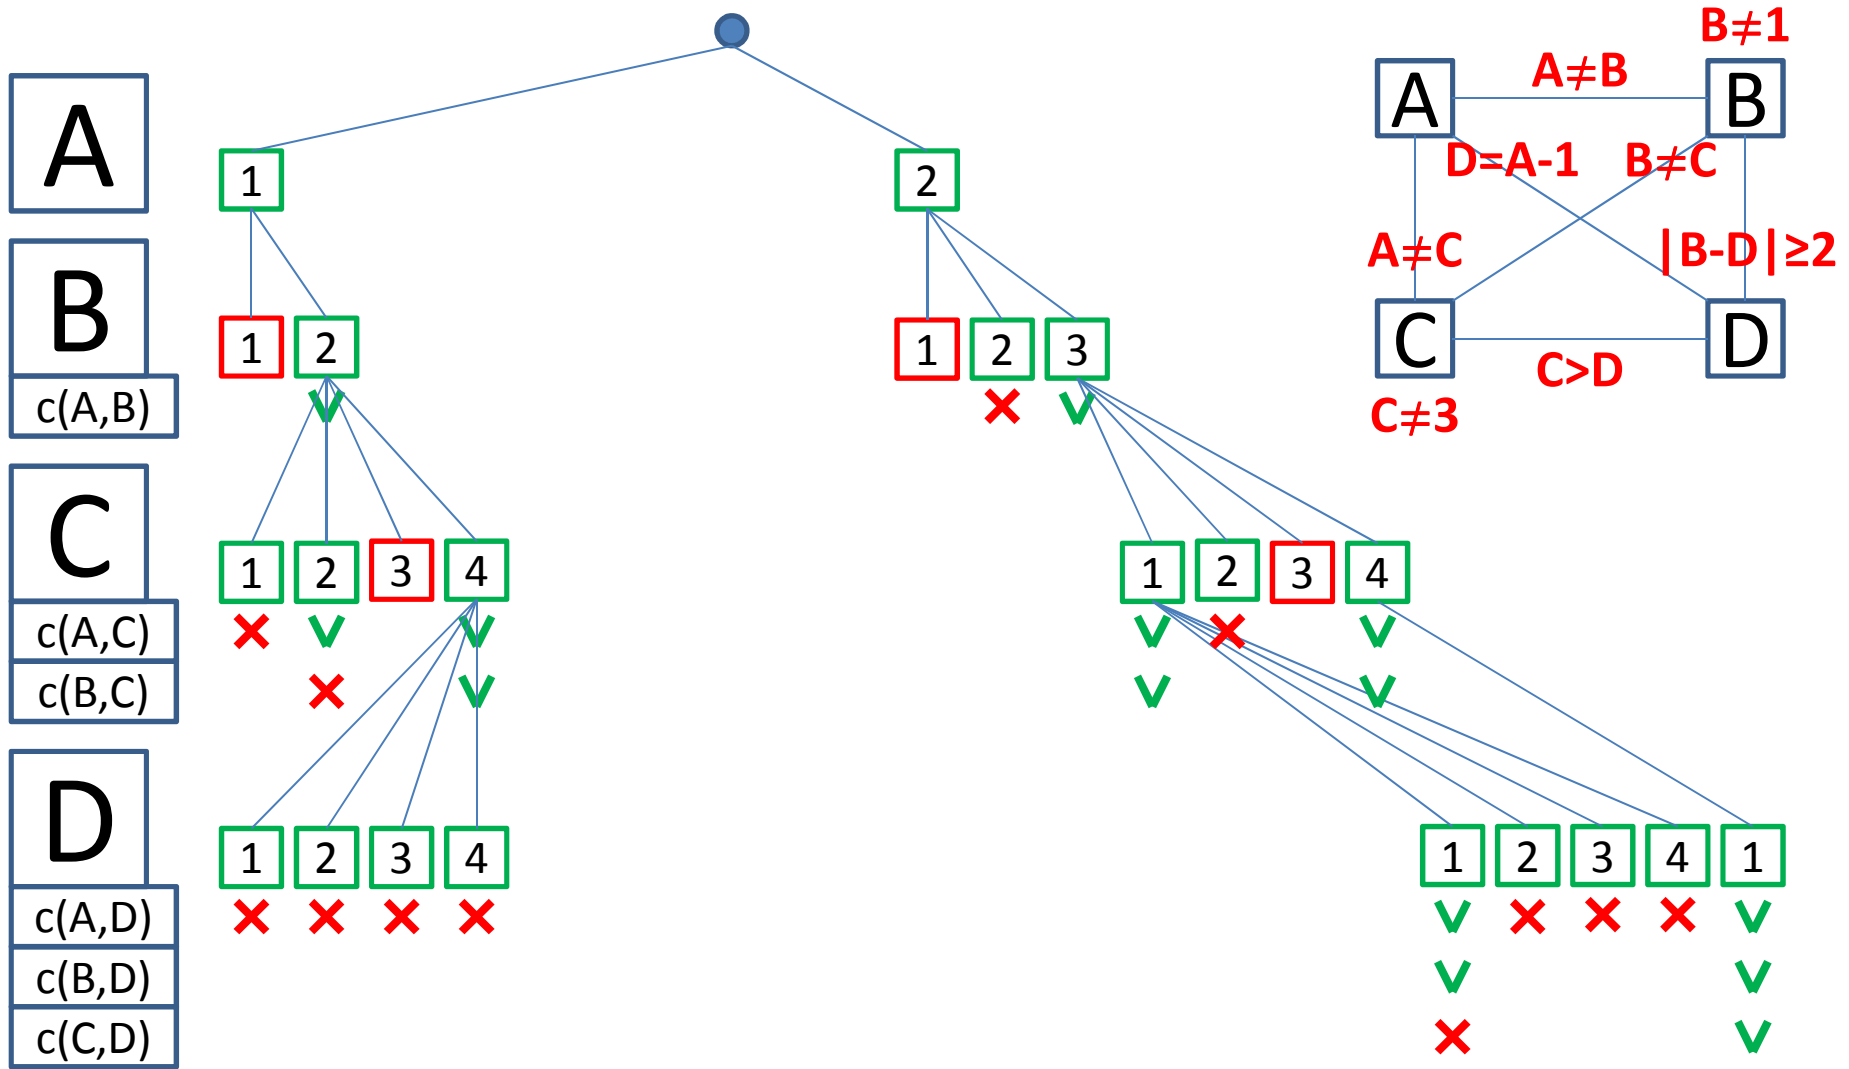 B≠1
A≠B
A B
A
D=A-1 B≠C
1 2
A≠C |B-D|≥2
B
1 2 1 2 3
C D
C>D
c(A,B)
C≠3
C
1 2 3 4 1 2 3 4
c(A,C)
c(B,C)
D
1 2 3 4 1 2 3 4 1
c(A,D)
c(B,D)
c(C,D)